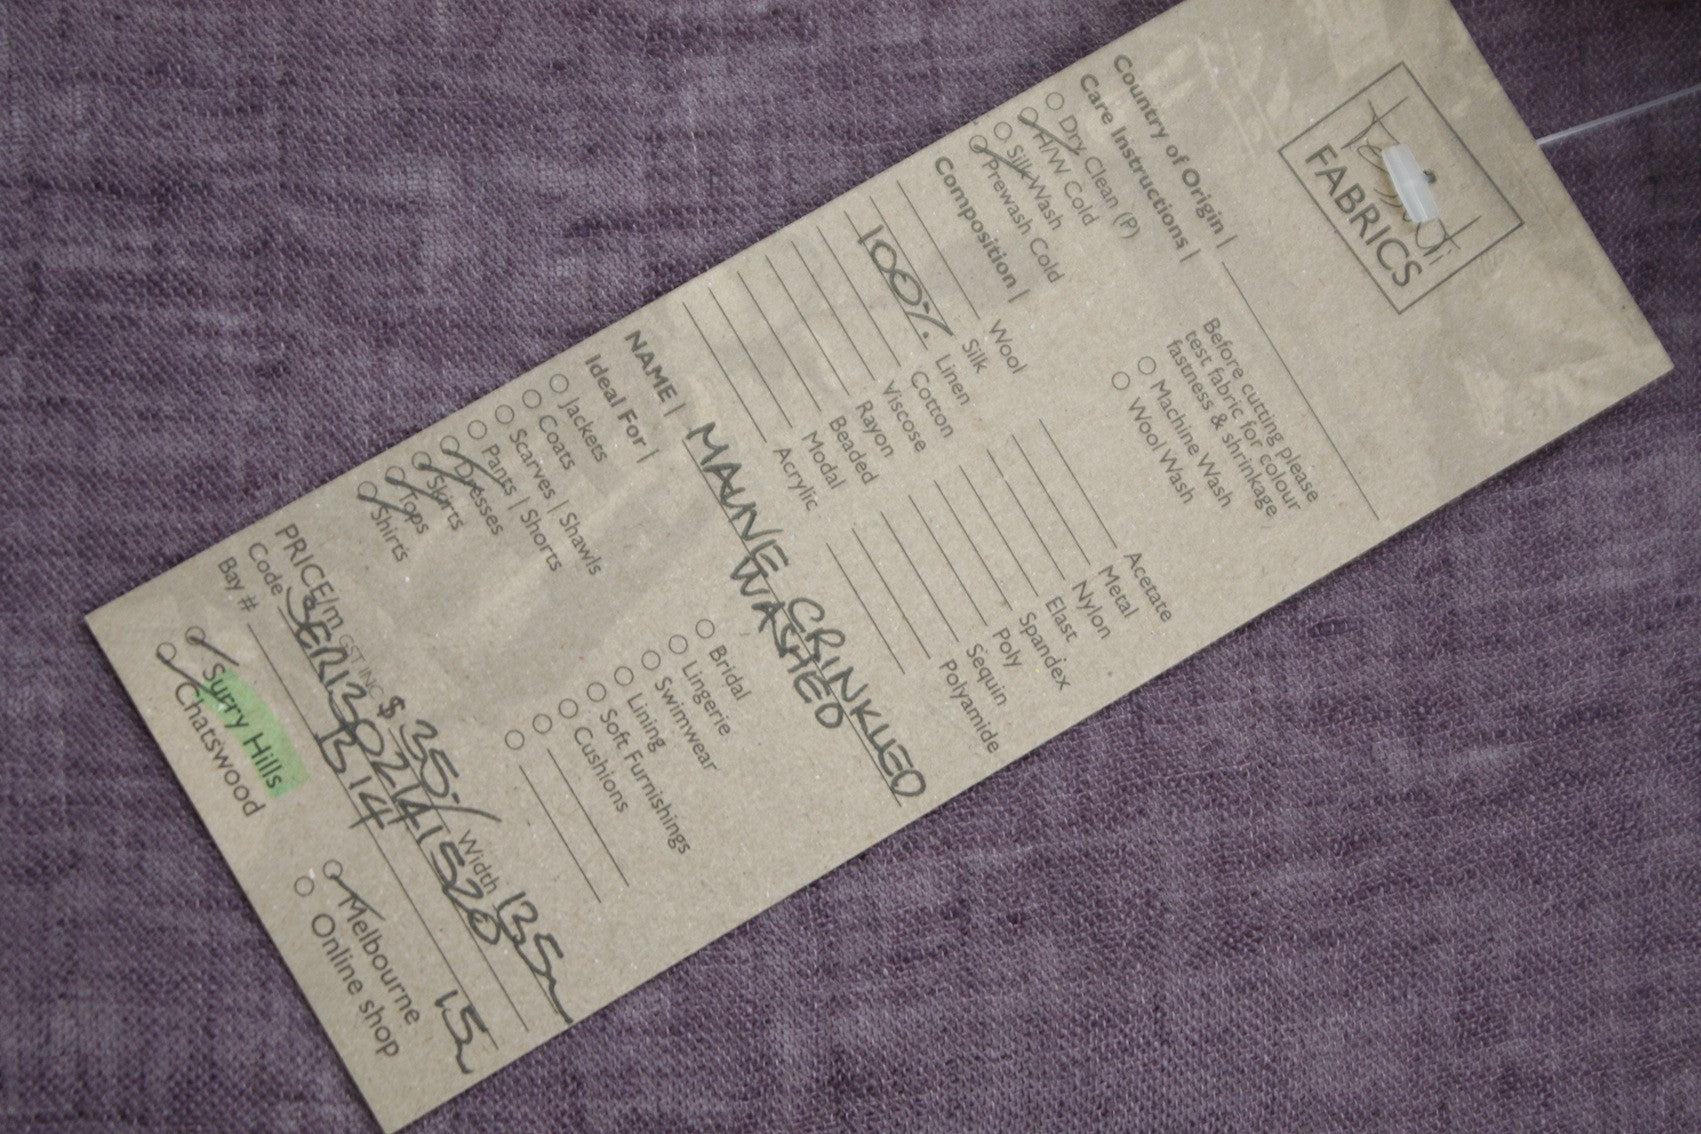 Tessuti
FABRICS
Country of Origin |
Before cutting please
test fabric for colour
fastness & shrinkage
Care Instructions |
Dry Clean (P)
H/W Cold
Silk Wash
Prewash Cold
Machine Wash
Wool Wash
Composition |
Wool
Silk
100% Linen
Cotton
Viscose
Rayon
Beaded
Modal
Acrylic
Acetate
Metal
Nylon
Elast
Spandex
Poly
Sequin
Polyamide
NAME | MAUVE CRINKLED
WASHED
Ideal For |
Jackets
Coats
Scarves | Shawls
Pants | Shorts
Dresses
Skirts
Tops
Shirts
Bridal
Lingerie
Swimwear
Lining
Soft Furnishings
Cushions
PRICE/m GST INC $ 35-/ Width 135
Code
Bay # B14 1.5
Surry Hills
Chatswood
Melbourne
Online shop